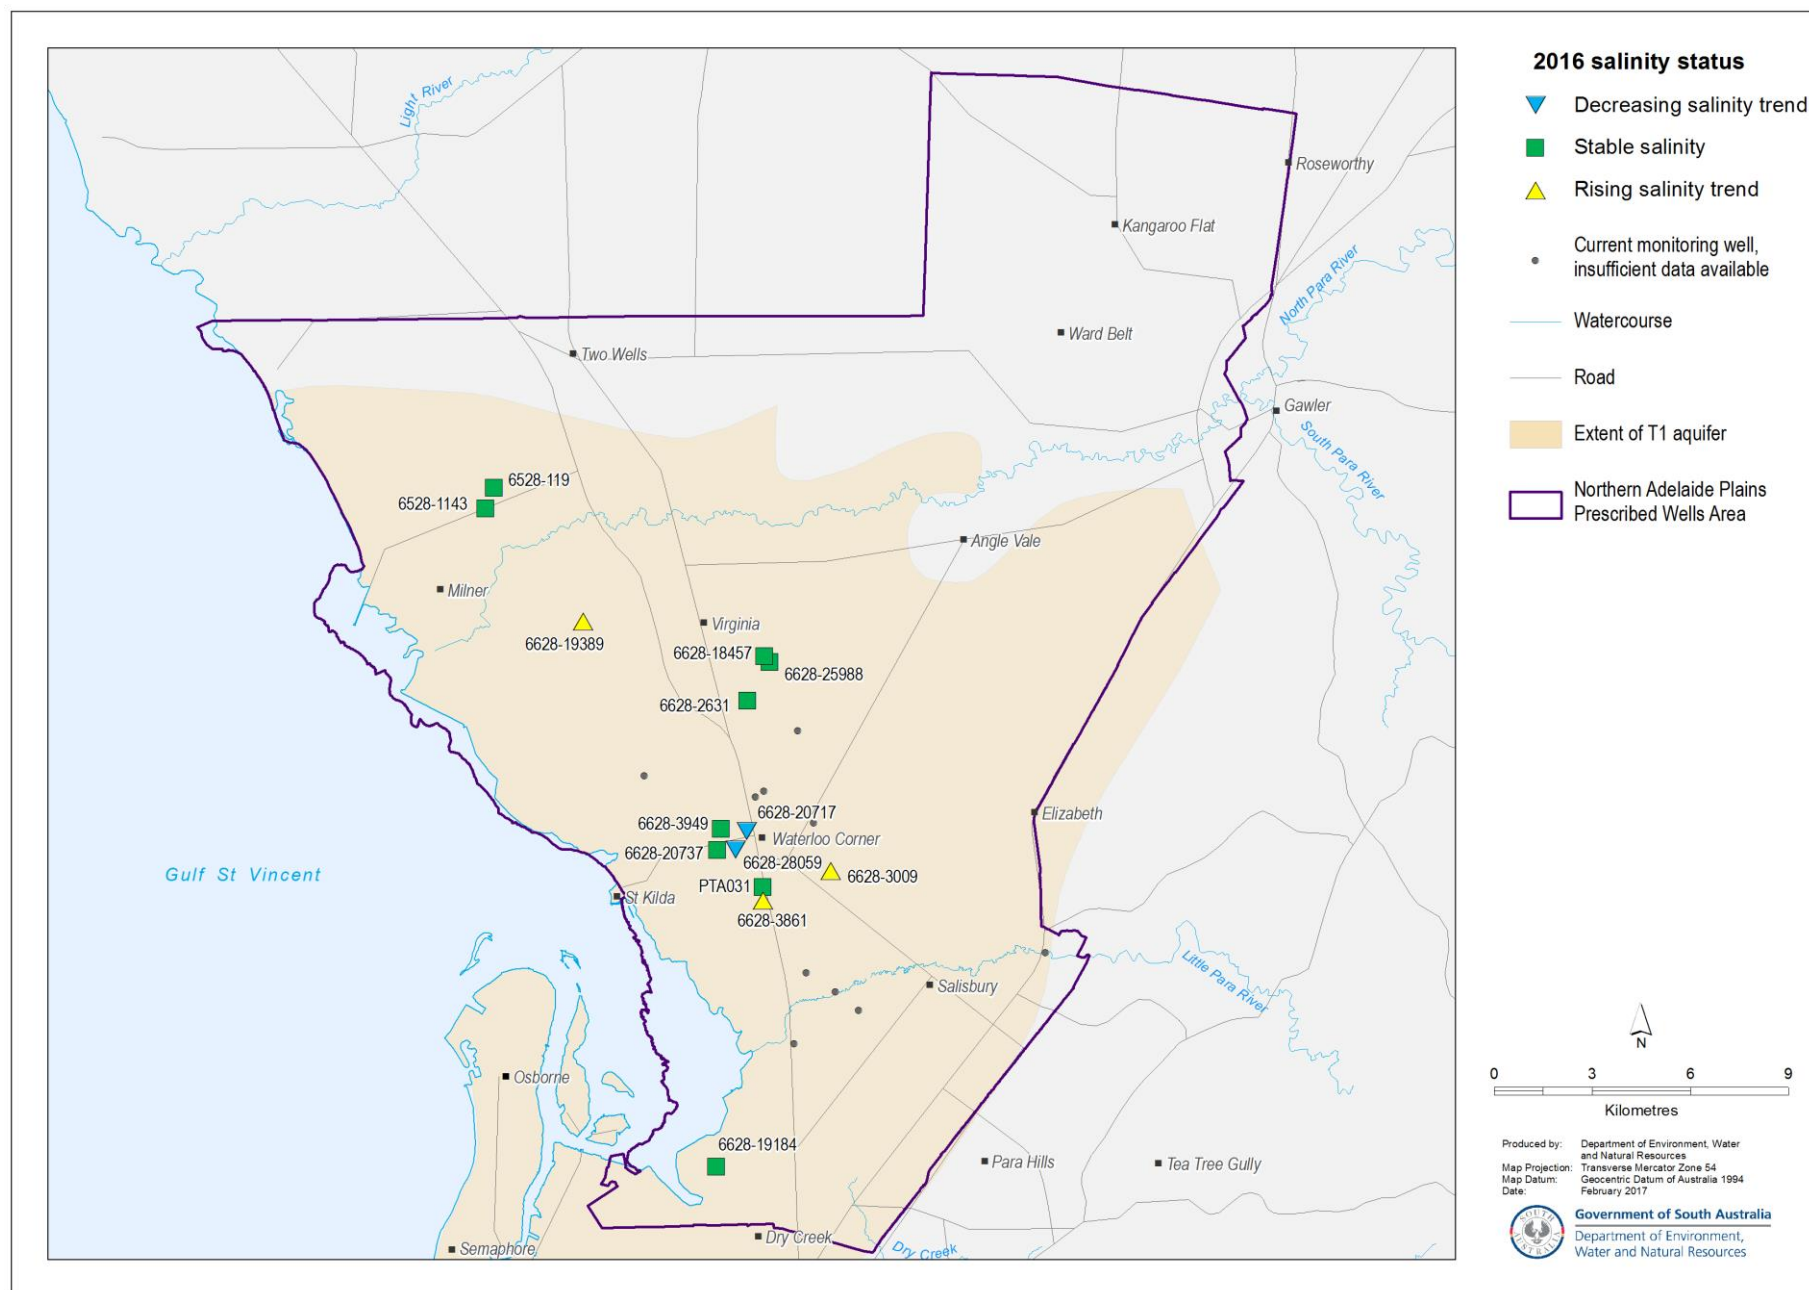 2016 salinity status
Decreasing salinity trend
Stable salinity
Rising salinity trend
Current monitoring well,
insufficient data available
Watercourse
Road
Extent of T1 aquifer
Northern Adelaide Plains
Prescribed Wells Area
Light River
Roseworthy
Kangaroo Flat
North Para River
Ward Belt
Two Wells
Gawler
South Para River
6528-119
6528-1143
Angle Vale
Milner
Virginia
6628-19389
6628-18457
6628-25988
6628-2631
6628-20717
6628-3949
Elizabeth
Waterloo Corner
6628-20737
6628-28059
6628-3009
Gulf St Vincent
PTA031
St Kilda
6628-3861
Little Para River
Salisbury
Osborne
6628-19184
Para Hills
Tea Tree Gully
Dry Creek
Dry Creek
Semaphore
N
0 3 6 9
Kilometres
Produced by: Department of Environment, Water
and Natural Resources
Map Projection: Transverse Mercator Zone 54
Map Datum: Geocentric Datum of Australia 1994
Date: February 2017
SOUTH AUSTRALIA
Government of South Australia
Department of Environment,
Water and Natural Resources